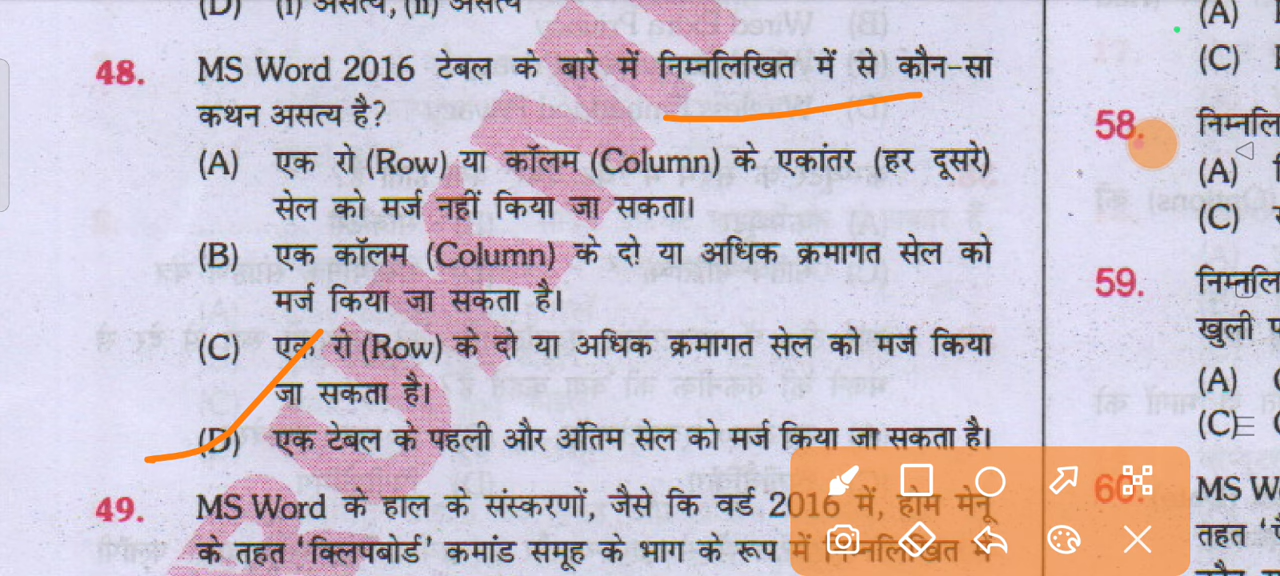 (D) (i) असत्य, (ii) असत्य
48. MS Word 2016 टेबल के बारे में निम्नलिखित में से कौन-सा
कथन असत्य है?
(A) एक रो (Row) या कॉलम (Column) के एकांतर (हर दूसरे)
सेल को मर्ज नहीं किया जा सकता।
(B) एक कॉलम (Column) के दो या अधिक क्रमागत सेल को
मर्ज किया जा सकता है।
(C) एक रो (Row) के दो या अधिक क्रमागत सेल को मर्ज किया
जा सकता है।
(D) एक टेबल के पहली और अंतिम सेल को मर्ज किया जा सकता है।
49. MS Word के हाल के संस्करणों, जैसे कि वर्ड 2016 में, होम मेनू
के तहत ‘क्लिपबोर्ड’ कमांड समूह के भाग के रूप में निम्नलिखित में
(A)
(C)
58.
(A)
(C)
59.
खुली
(A)
(C)
60. MS
तहत